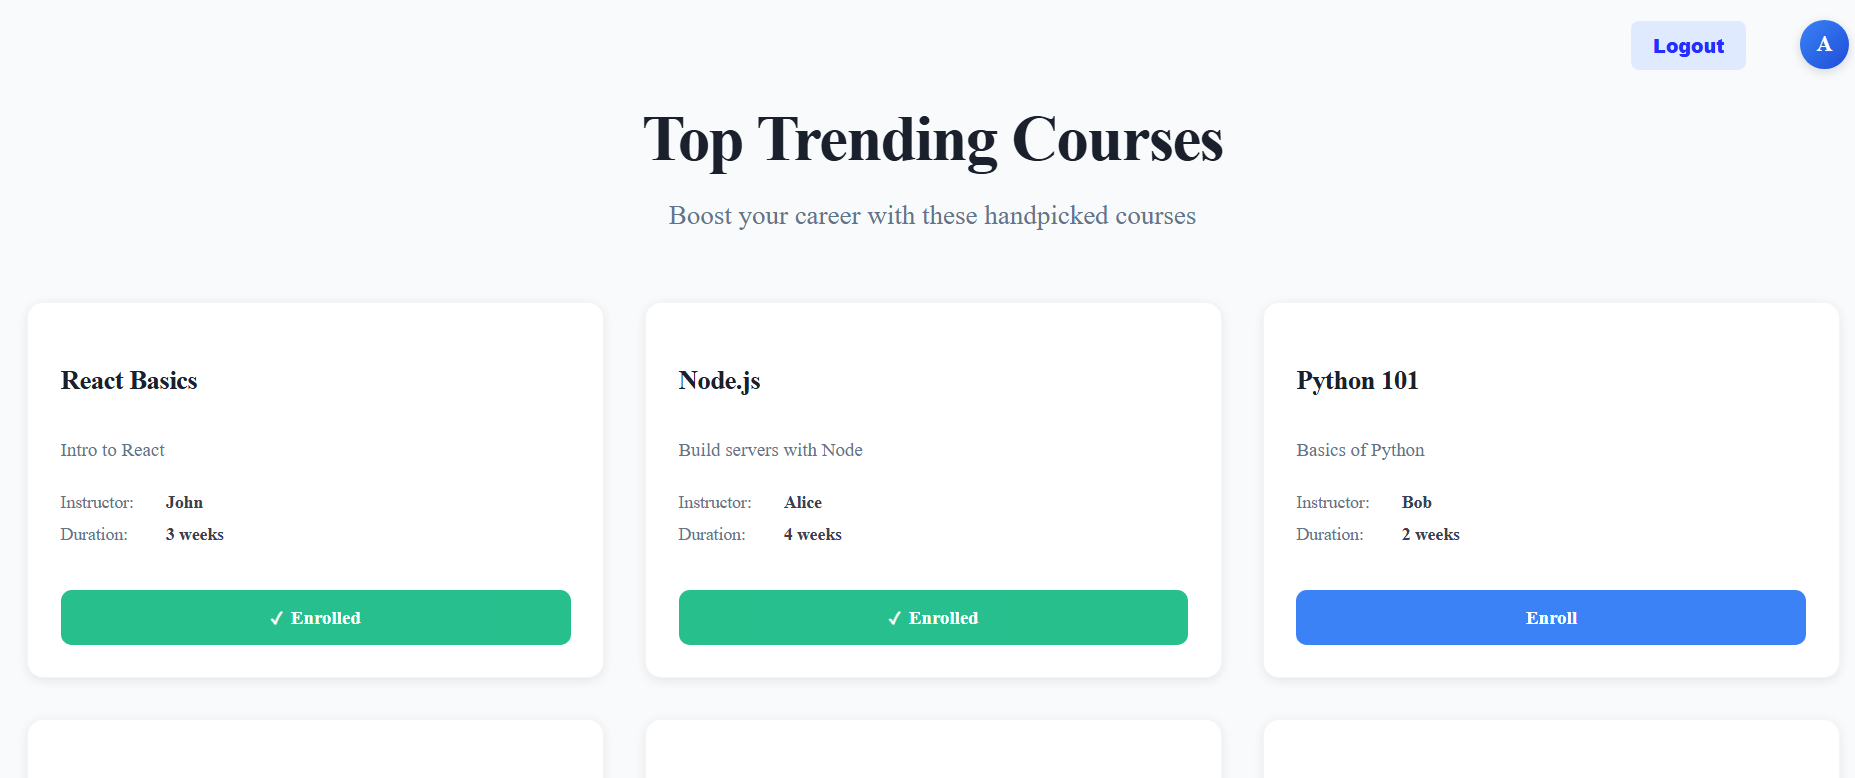 Logout
A
Top Trending Courses
Boost your career with these handpicked courses
React Basics
Intro to React
Instructor: John
Duration: 3 weeks
✓ Enrolled
Node.js
Build servers with Node
Instructor: Alice
Duration: 4 weeks
✓ Enrolled
Python 101
Basics of Python
Instructor: Bob
Duration: 2 weeks
Enroll